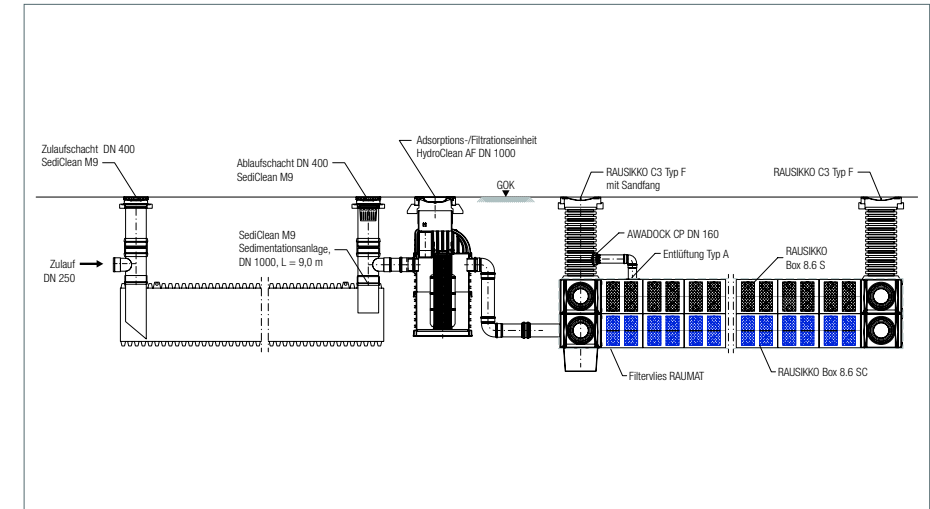 Zulaufschacht DN 400
SediClean M9
Ablaufschacht DN 400
SediClean M9
Adsorptions-/Filtrationseinheit
HydroClean AF DN 1000
GOK
RAUSIKKO C3 Typ F
mit Sandfang
RAUSIKKO C3 Typ F
SediClean M9
Sedimentationsanlage,
DN 1000, L = 9,0 m
AWADOCK CP DN 160
Entlüftung Typ A
RAUSIKKO
Box 8.6 S
Zulauf
DN 250
Filtervlies RAUMAT
RAUSIKKO Box 8.6 SC